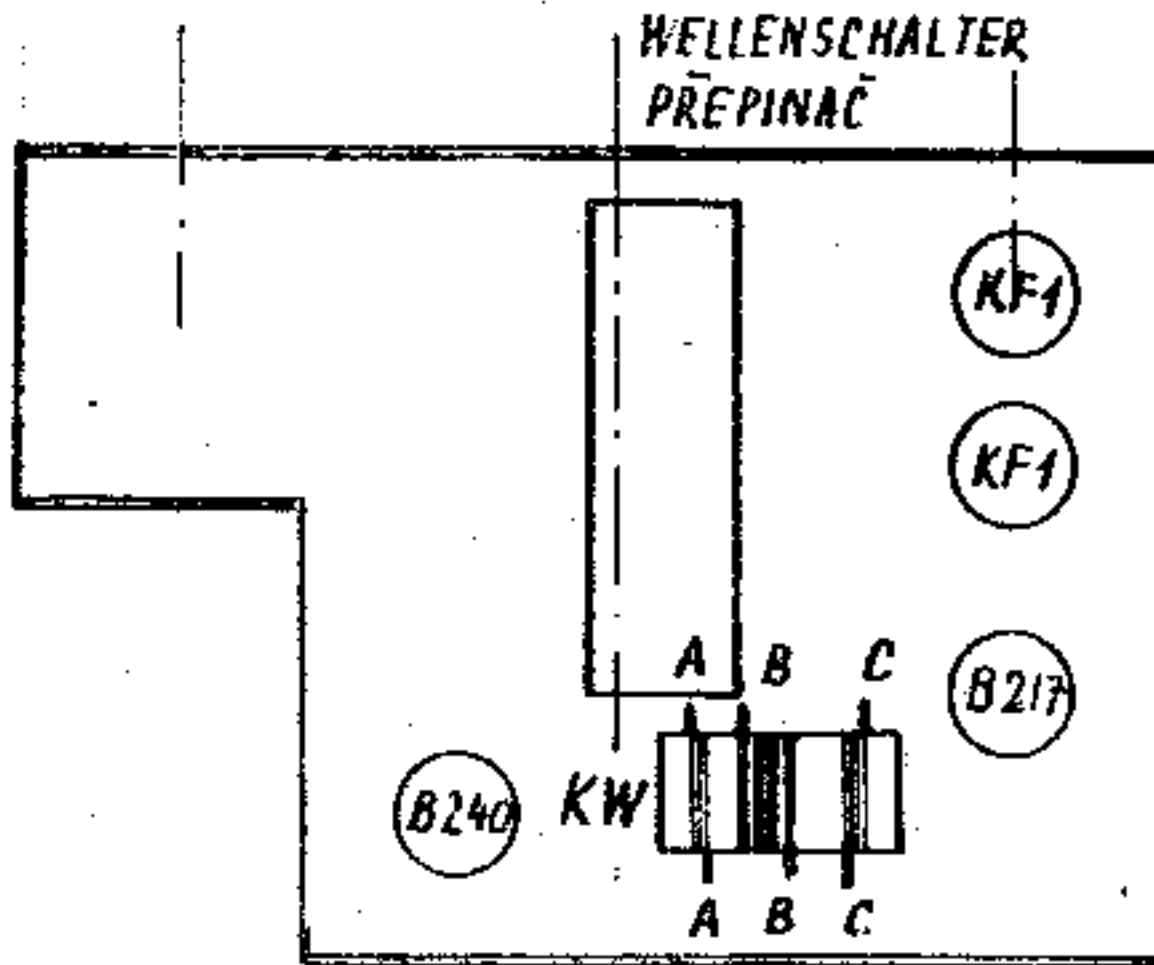 WELLENSCHALTER
PŘEPINAČ
KF1
KF1
A B C
B217
B240 KW
A B C